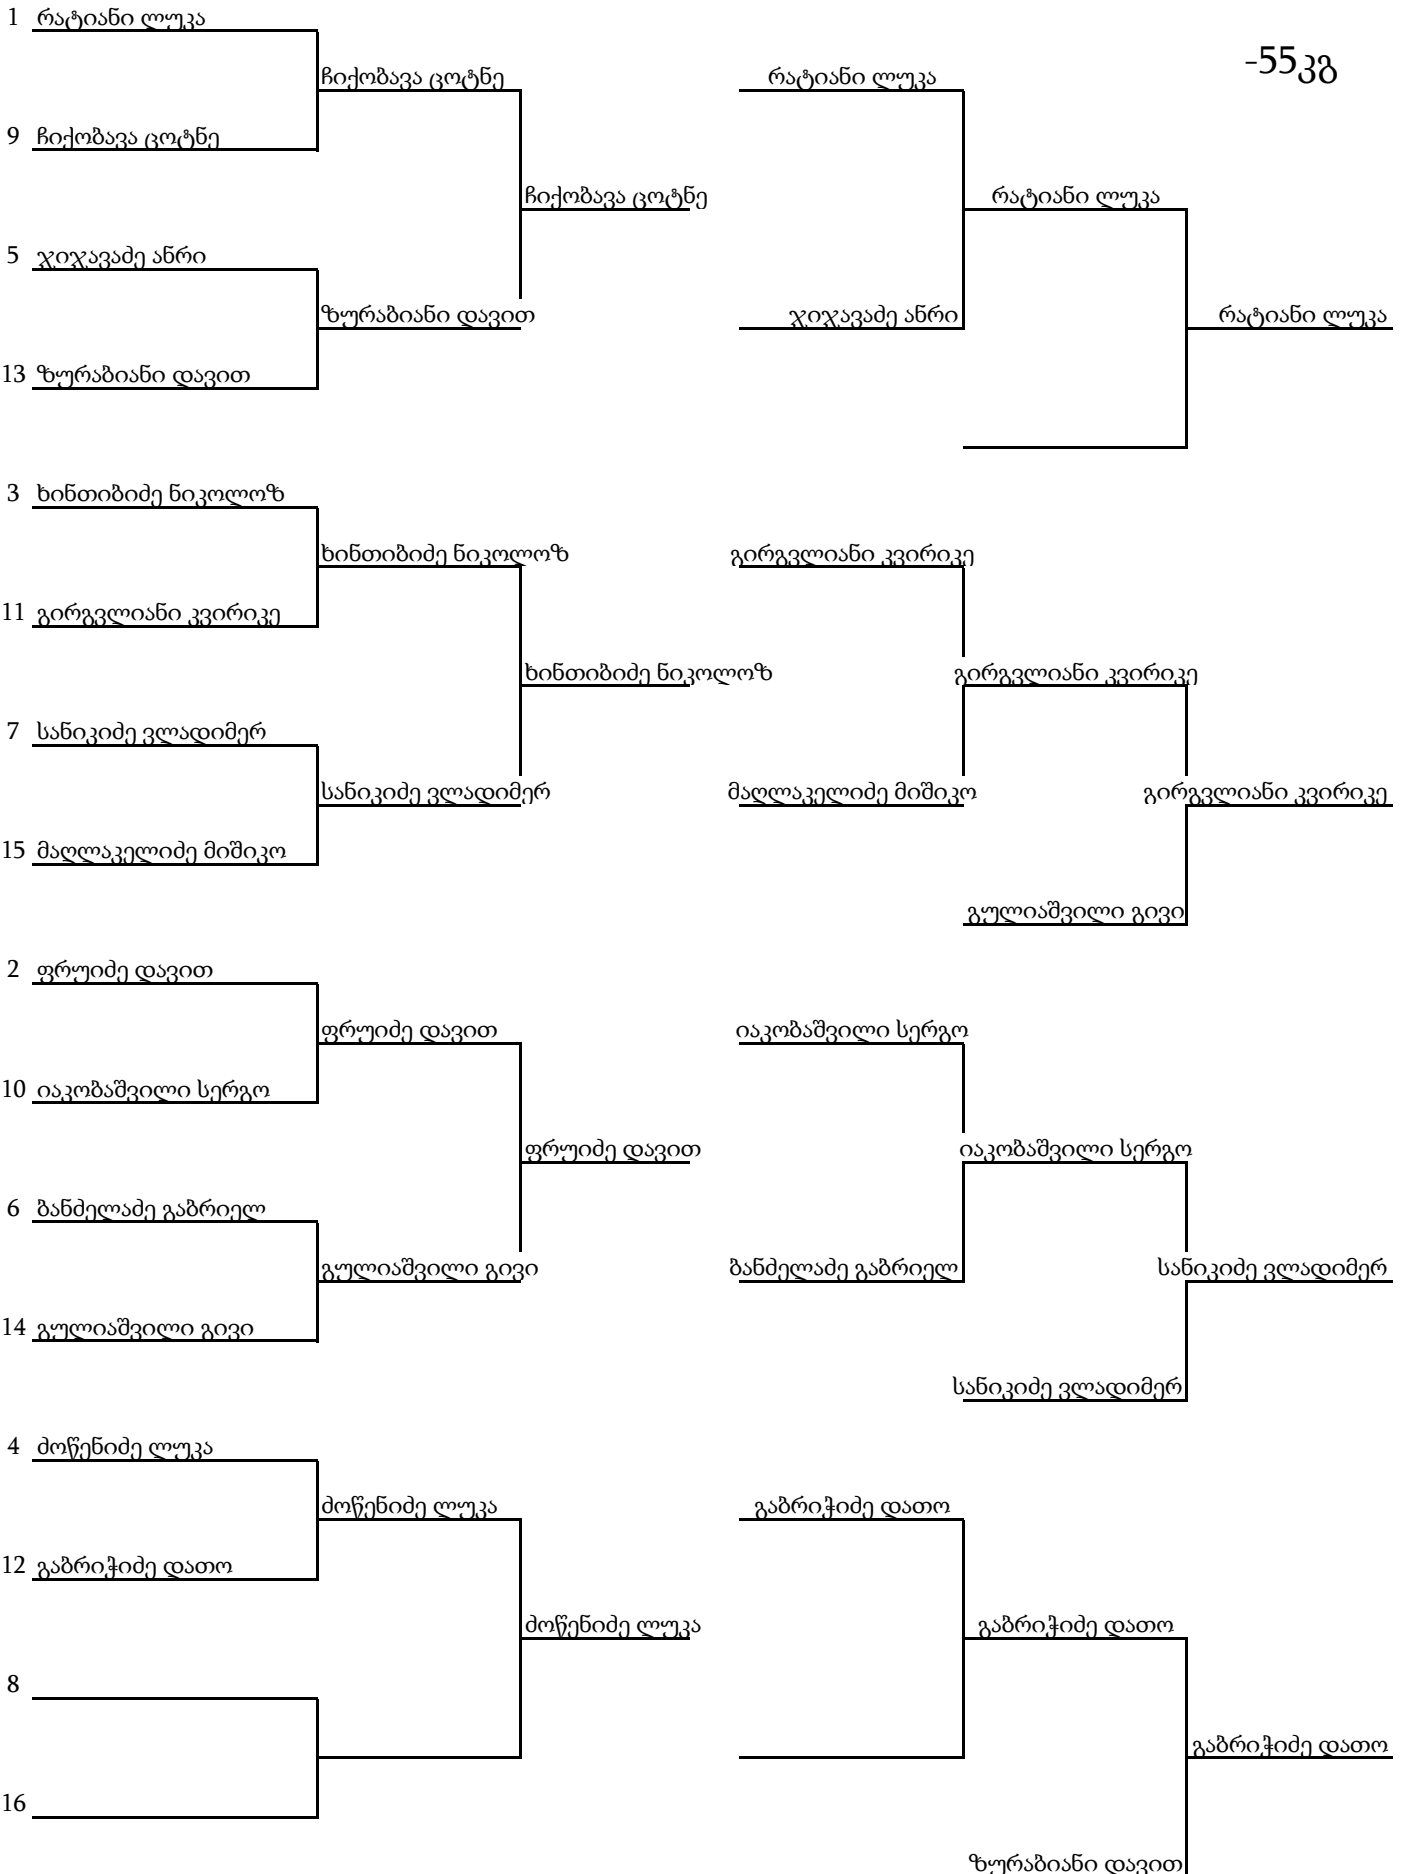 1 რატიანი ლუკა
-55კგ
ჩიქობავა ცოტნე
რატიანი ლუკა
9 ჩიქობავა ცოტნე
ჩიქობავა ცოტნე
რატიანი ლუკა
5 ჯიჯავაძე ანრი
ზურაბიანი დავით
ჯიჯავაძე ანრი
რატიანი ლუკა
13 ზურაბიანი დავით
3 ხინთიბიძე ნიკოლოზ
ხინთიბიძე ნიკოლოზ
გირგვლიანი კვირიკე
11 გირგვლიანი კვირიკე
ხინთიბიძე ნიკოლოზ
გირგვლიანი კვირიკე
7 სანიკიძე ვლადიმერ
სანიკიძე ვლადიმერ
მაღლაკელიძე მიშიკო
გირგვლიანი კვირიკე
15 მაღლაკელიძე მიშიკო
გულიაშვილი გივი
2 ფრუიძე დავით
ფრუიძე დავით
იაკობაშვილი სერგო
10 იაკობაშვილი სერგო
ფრუიძე დავით
იაკობაშვილი სერგო
6 ბანძელაძე გაბრიელ
გულიაშვილი გივი
ბანძელაძე გაბრიელ
სანიკიძე ვლადიმერ
14 გულიაშვილი გივი
სანიკიძე ვლადიმერ
4 ძოწენიძე ლუკა
ძოწენიძე ლუკა
გაბრიჭიძე დათო
12 გაბრიჭიძე დათო
ძოწენიძე ლუკა
გაბრიჭიძე დათო
8
გაბრიჭიძე დათო
16
ზურაბიანი დავით